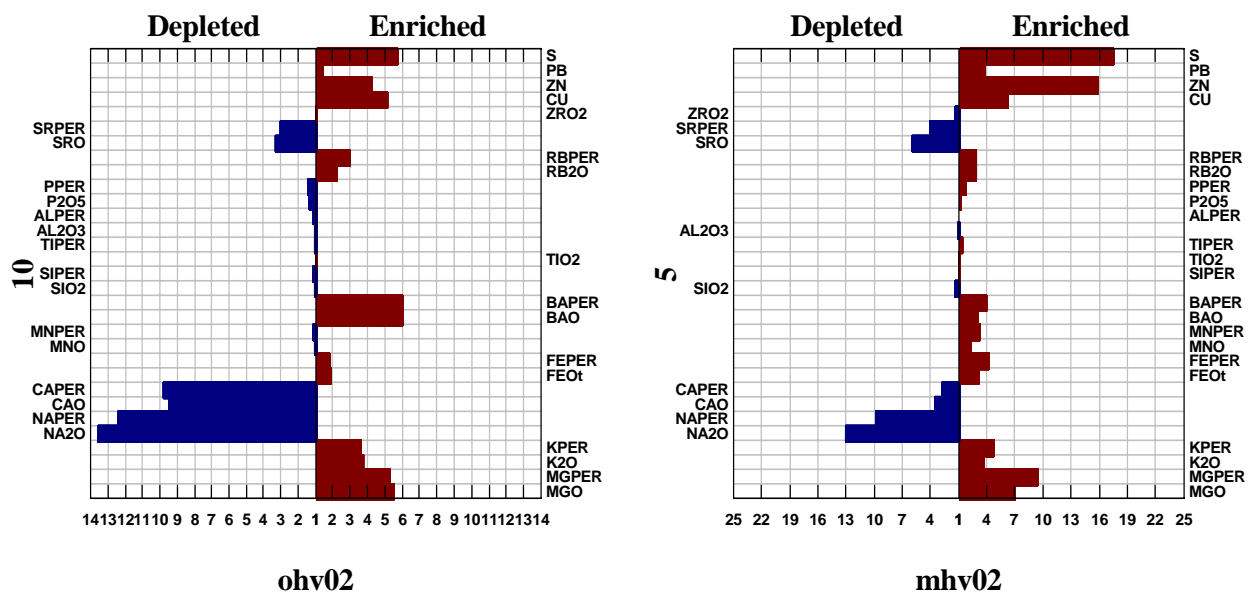 Depleted Enriched
S
PB
ZN
CU
ZRO2
SRPER
SRO
RBPER
RB2O
PPER
P2O5
ALPER
AL2O3
TIPER
TIO2
SIPER
SIO2
BAPER
BAO
MNPER
MNO
FEPER
FEOt
CAPER
CAO
NAPER
NA2O
KPER
K2O
MGPER
MGO
10
14 13 12 11 10 9 8 7 6 5 4 3 2 1 2 3 4 5 6 7 8 9 10 11 12 13 14
ohv02
Depleted Enriched
S
PB
ZN
CU
ZRO2
SRPER
SRO
RBPER
RB2O
PPER
P2O5
ALPER
AL2O3
TIPER
TIO2
SIPER
SIO2
BAPER
BAO
MNPER
MNO
FEPER
FEOt
CAPER
CAO
NAPER
NA2O
KPER
K2O
MGPER
MGO
5
25 22 19 16 13 10 7 4 1 4 7 10 13 16 19 22 25
mhv02